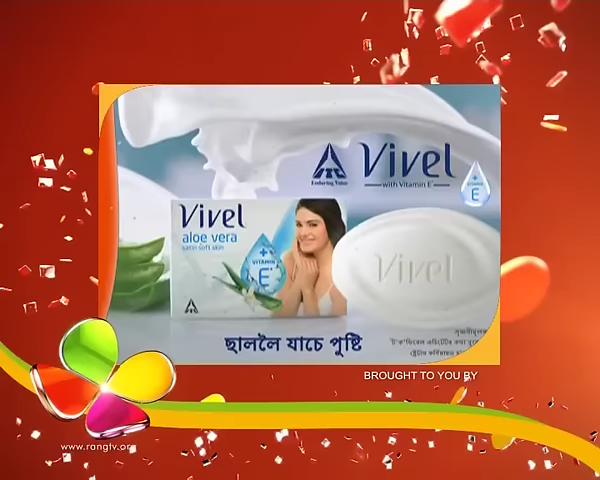 Vivel
with Vitamin E
ITC
Enduring Value
+
VITAMIN
E
Vivel
aloe vera
satin soft skin
+
VITAMIN
E
Vivel
ছাললৈ যাচে পুষ্টি
BROUGHT TO YOU BY
www.rangtv.org